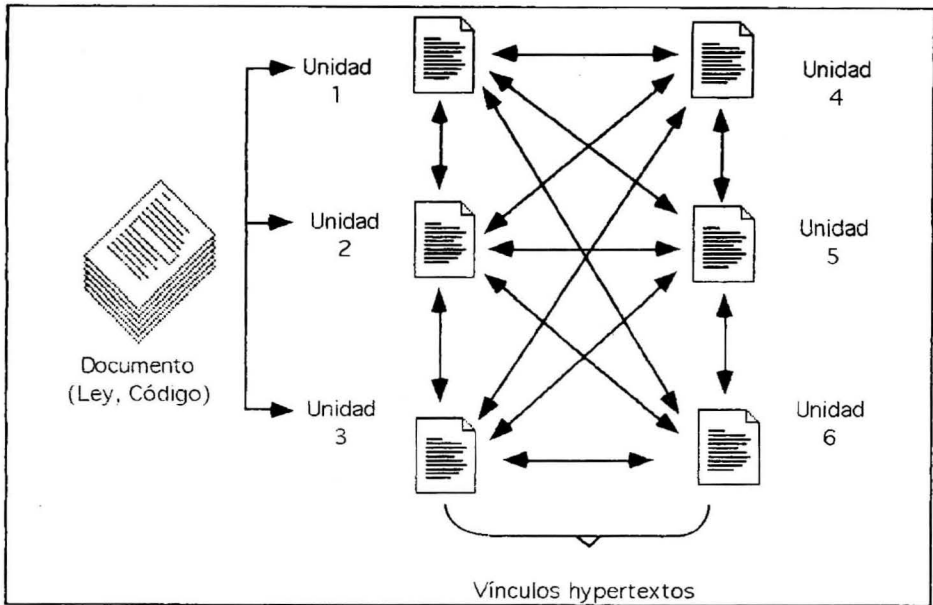 Unidad
1
Unidad
4
Unidad
2
Unidad
5
Documento
(Ley, Código)
Unidad
3
Unidad
6
Vínculos hypertextos